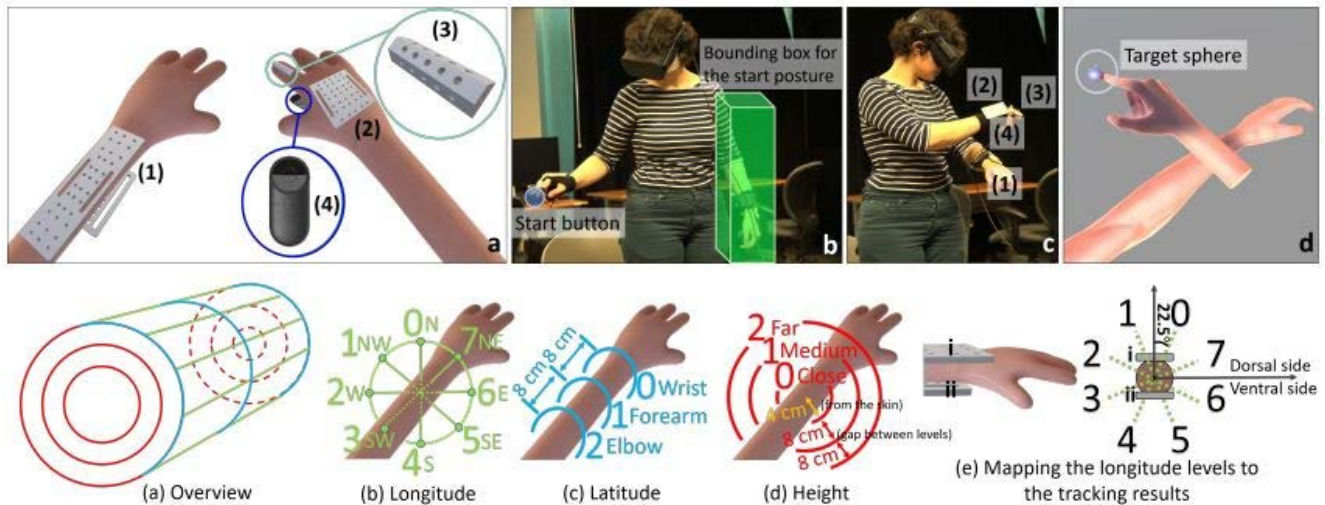 (1)
(2)
(3)
(4)
a
Bounding box for
the start posture
Start button
b
(2)
(3)
(4)
(1)
c
Target sphere
d
0N
1NW
7NE
2W
6E
3SW
5SE
4S
8 cm
8 cm
0 Wrist
1 Forearm
2 Elbow
2 Far
1 Medium
0 Close
4 cm (from the skin)
8 cm (gap between levels)
8 cm
i
ii
1
0
22.5º
2
i
7
Dorsal side
Ventral side
3
ii
6
4
5
(a) Overview
(b) Longitude
(c) Latitude
(d) Height
(e) Mapping the longitude levels to
the tracking results